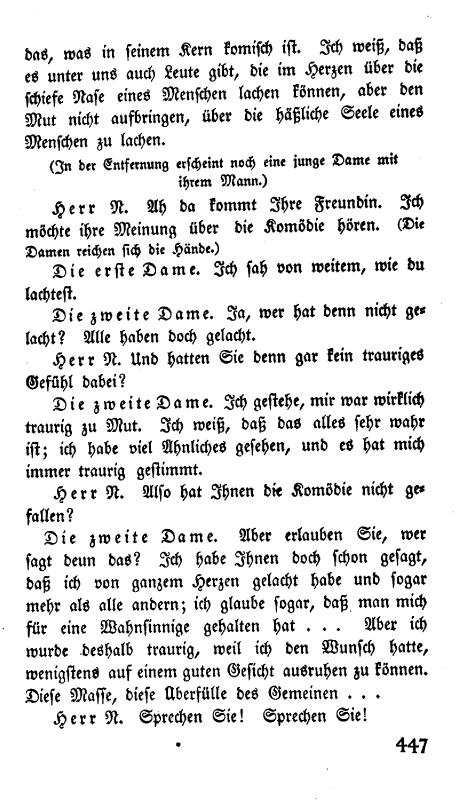 das, was in seinem Kern komisch ist. Ich weiß, daß
es unter uns auch Leute gibt, die im Herzen über die
schiefe Nase eines Menschen lachen können, aber den
Mut nicht aufbringen, über die häßliche Seele eines
Menschen zu lachen.
(In der Entfernung erscheint noch eine junge Dame mit
ihrem Mann.)
Herr N. Ah da kommt Ihre Freundin. Ich
möchte ihre Meinung über die Komödie hören. (Die
Damen reichen sich die Hände.)
Die erste Dame. Ich sah von weitem, wie du
lachtest.
Die zweite Dame. Ja, wer hat denn nicht ge-
lacht? Alle haben doch gelacht.
Herr N. Und hatten Sie denn gar kein trauriges
Gefühl dabei?
Die zweite Dame. Ich gestehe, mir war wirklich
traurig zu Mut. Ich weiß, daß das alles sehr wahr
ist; ich habe viel Ähnliches gesehen, und es hat mich
immer traurig gestimmt.
Herr N. Also hat Ihnen die Komödie nicht ge-
fallen?
Die zweite Dame. Aber erlauben Sie, wer
sagt deun das? Ich habe Ihnen doch schon gesagt,
daß ich von ganzem Herzen gelacht habe und sogar
mehr als alle andern; ich glaube sogar, daß man mich
für eine Wahnsinnige gehalten hat . . . Aber ich
wurde deshalb traurig, weil ich den Wunsch hatte,
wenigstens auf einem guten Gesicht ausruhen zu können.
Diese Masse, diese Überfülle des Gemeinen . . .
Herr N. Sprechen Sie! Sprechen Sie!
447